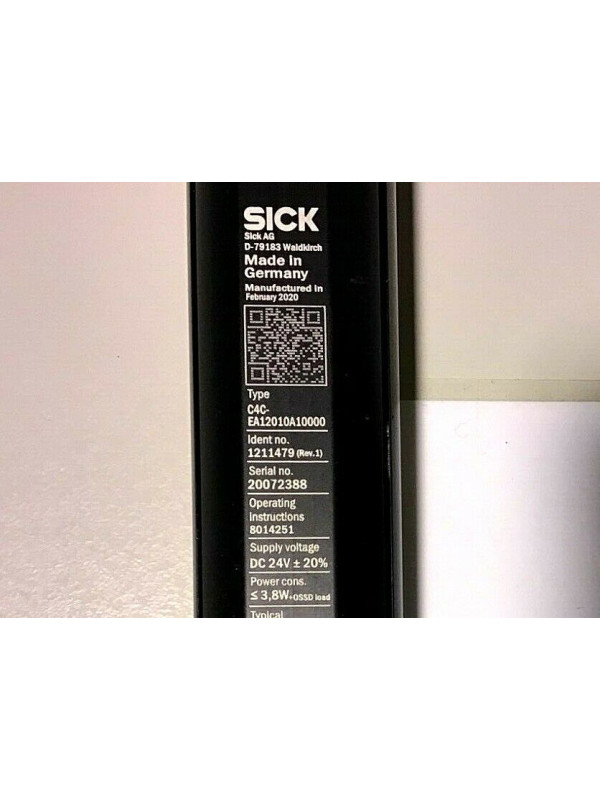 SICK
Sick AG
D-79183 Waldkirch
Made in
Germany
Manufactured in
February 2020
Type
C4C-
EA12010A10000
Ident no.
1211479 (Rev.1)
Serial no.
20072388
Operating
instructions
8014251
Supply voltage
DC 24V ± 20%
Power cons.
≤ 3,8W+OSSD load
Typical